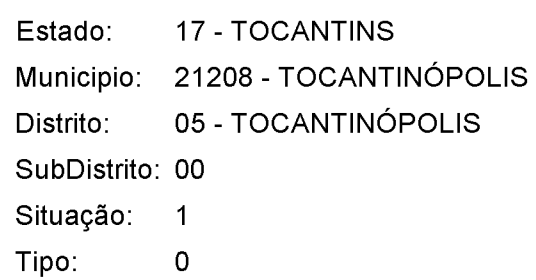 Estado: 17 - TOCANTINS
Municipio: 21208 - TOCANTINÓPOLIS
Distrito: 05 - TOCANTINÓPOLIS
SubDistrito: 00
Situação: 1
Tipo: 0